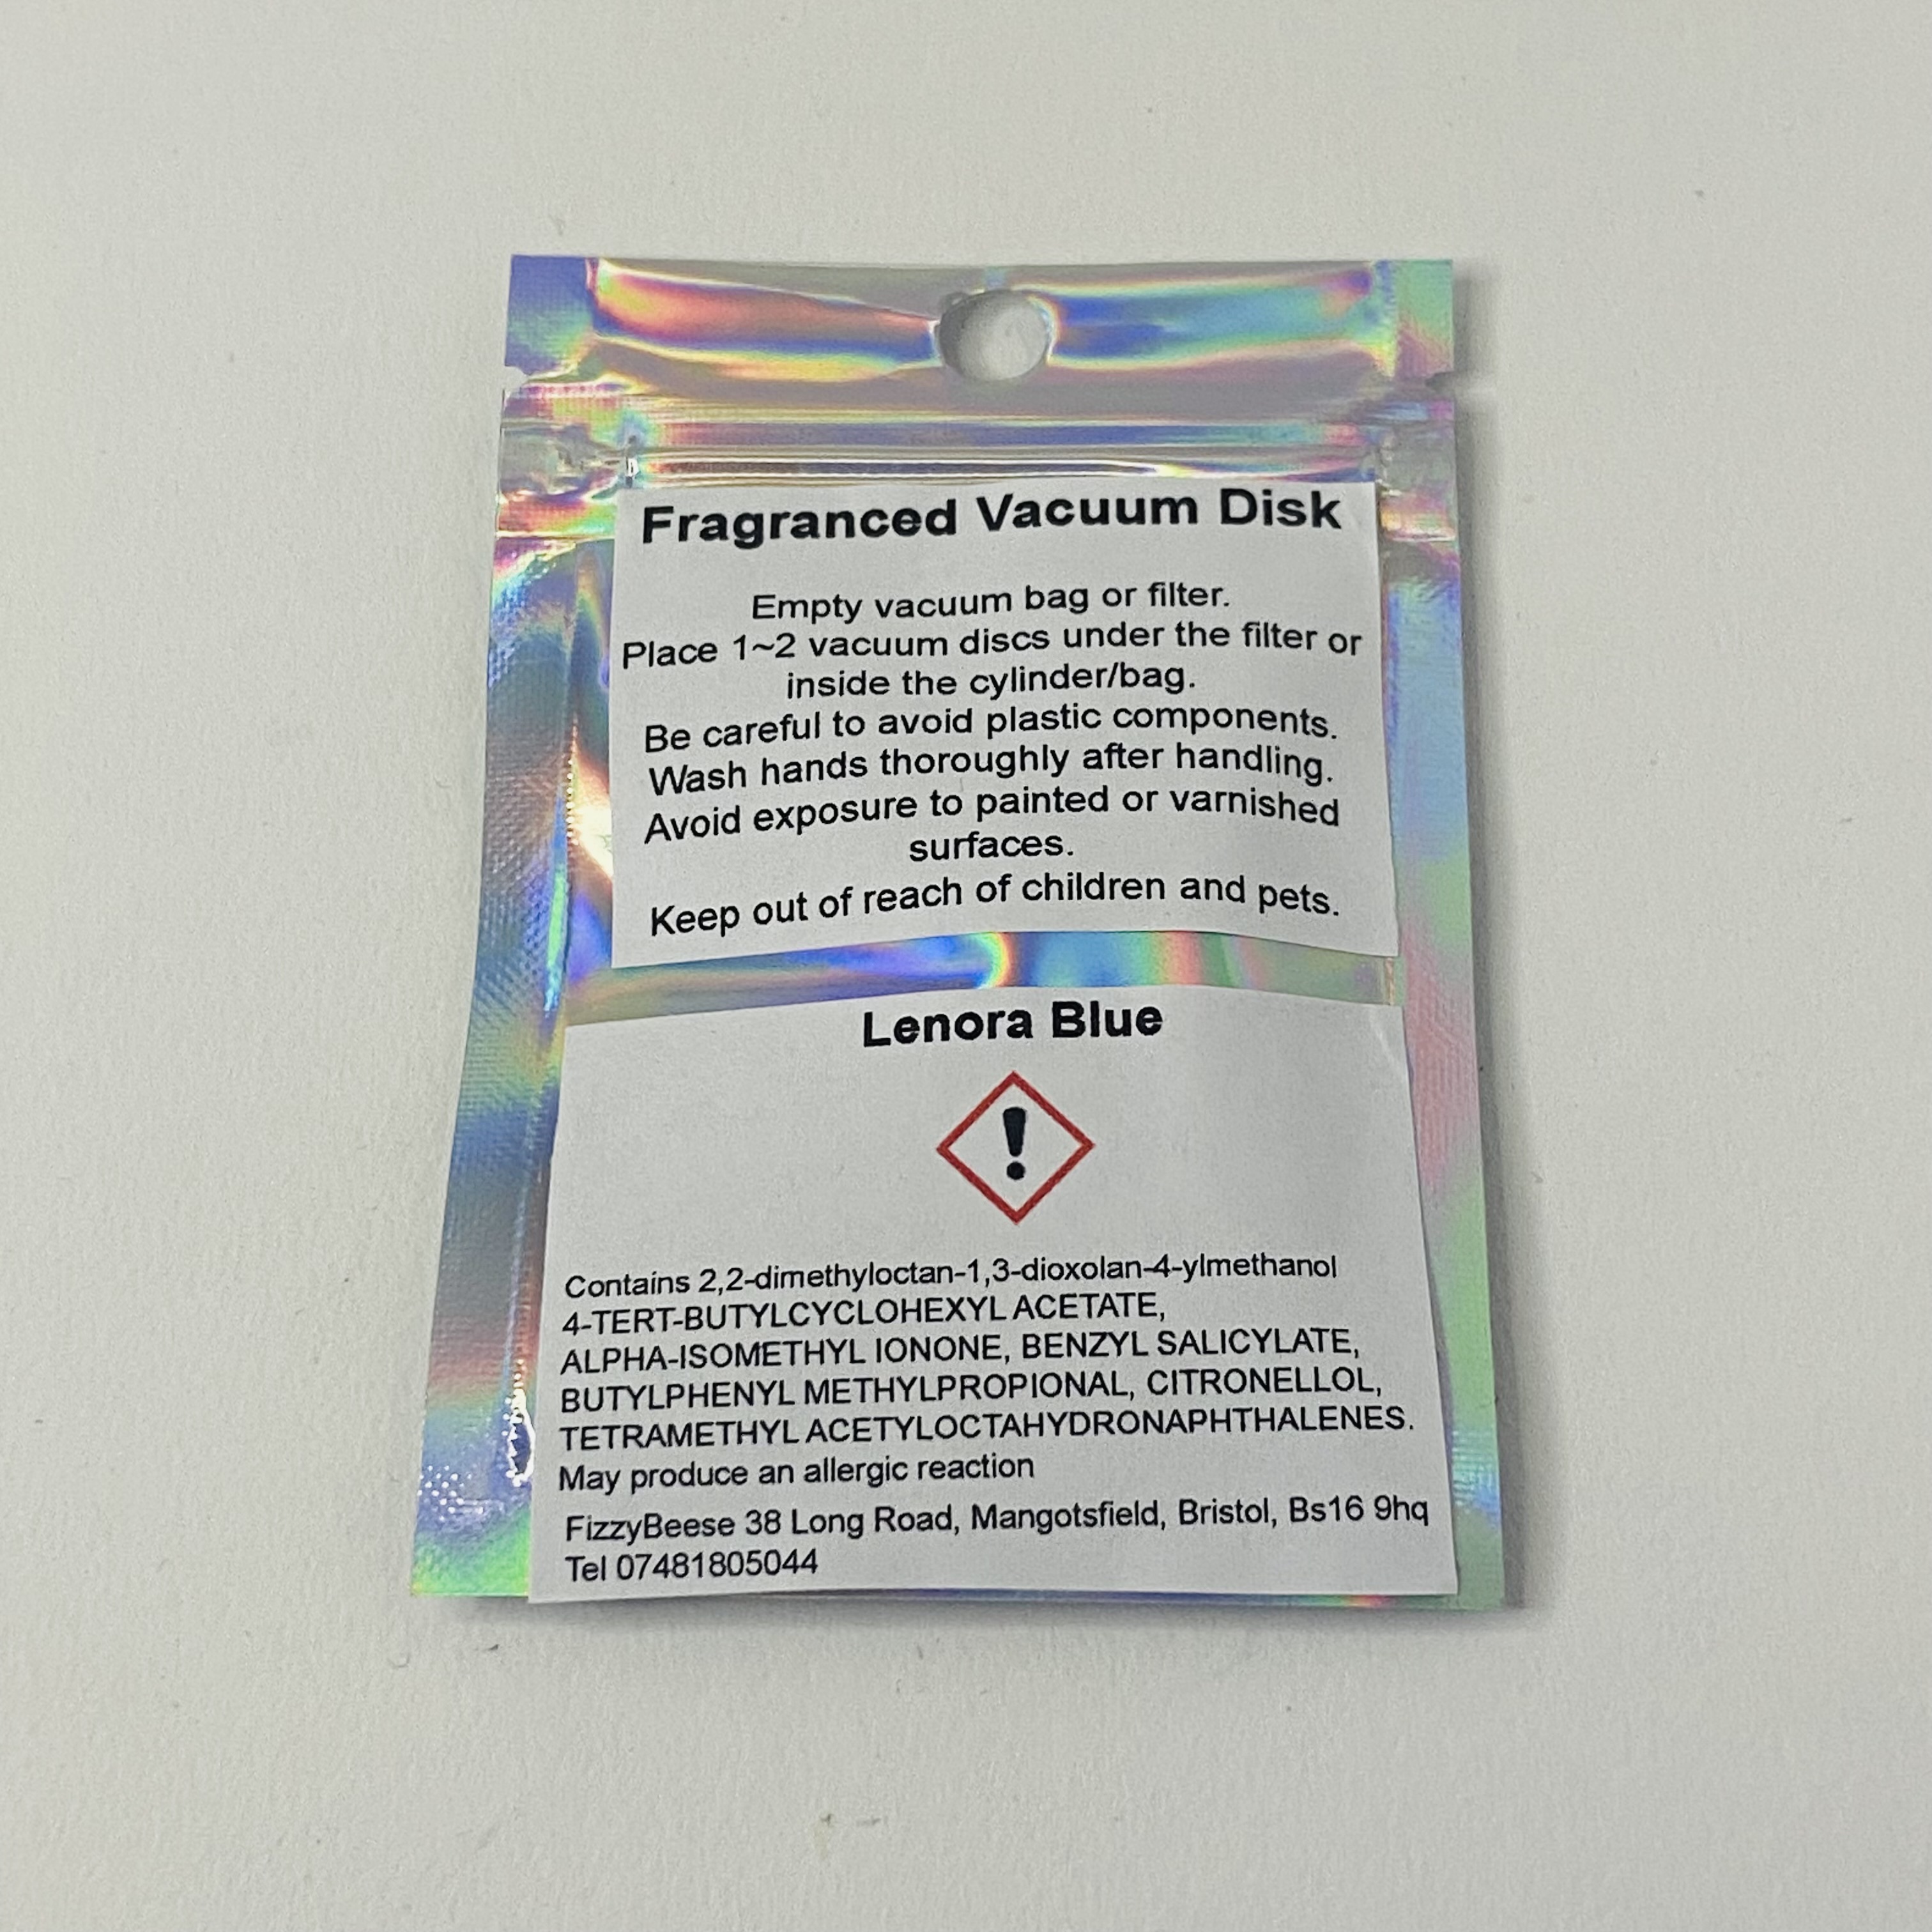 Fragranced Vacuum Disk
Empty vacuum bag or filter.
Place 1~2 vacuum discs under the filter or
inside the cylinder/bag.
Be careful to avoid plastic components.
Wash hands thoroughly after handling.
Avoid exposure to painted or varnished
surfaces.
Keep out of reach of children and pets.
Lenora Blue
!
Contains 2,2-dimethyloctan-1,3-dioxolan-4-ylmethanol
4-TERT-BUTYLCYCLOHEXYL ACETATE,
ALPHA-ISOMETHYL IONONE, BENZYL SALICYLATE,
BUTYLPHENYL METHYLPROPIONAL, CITRONELLOL,
TETRAMETHYL ACETYLOCTAHYDRONAPHTHALENES.
May produce an allergic reaction
FizzyBeese 38 Long Road, Mangotsfield, Bristol, Bs16 9hq
Tel 07481805044